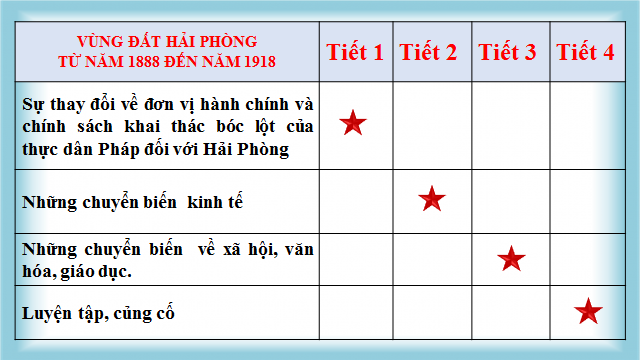 VÙNG ĐẤT HẢI PHÒNG
TỪ NĂM 1888 ĐẾN NĂM 1918
Tiết 1
Tiết 2
Tiết 3
Tiết 4
Sự thay đổi về đơn vị hành chính và
chính sách khai thác bóc lột của
thực dân Pháp đối với Hải Phòng
Những chuyển biến kinh tế
Những chuyển biến về xã hội, văn
hóa, giáo dục.
Luyện tập, củng cố